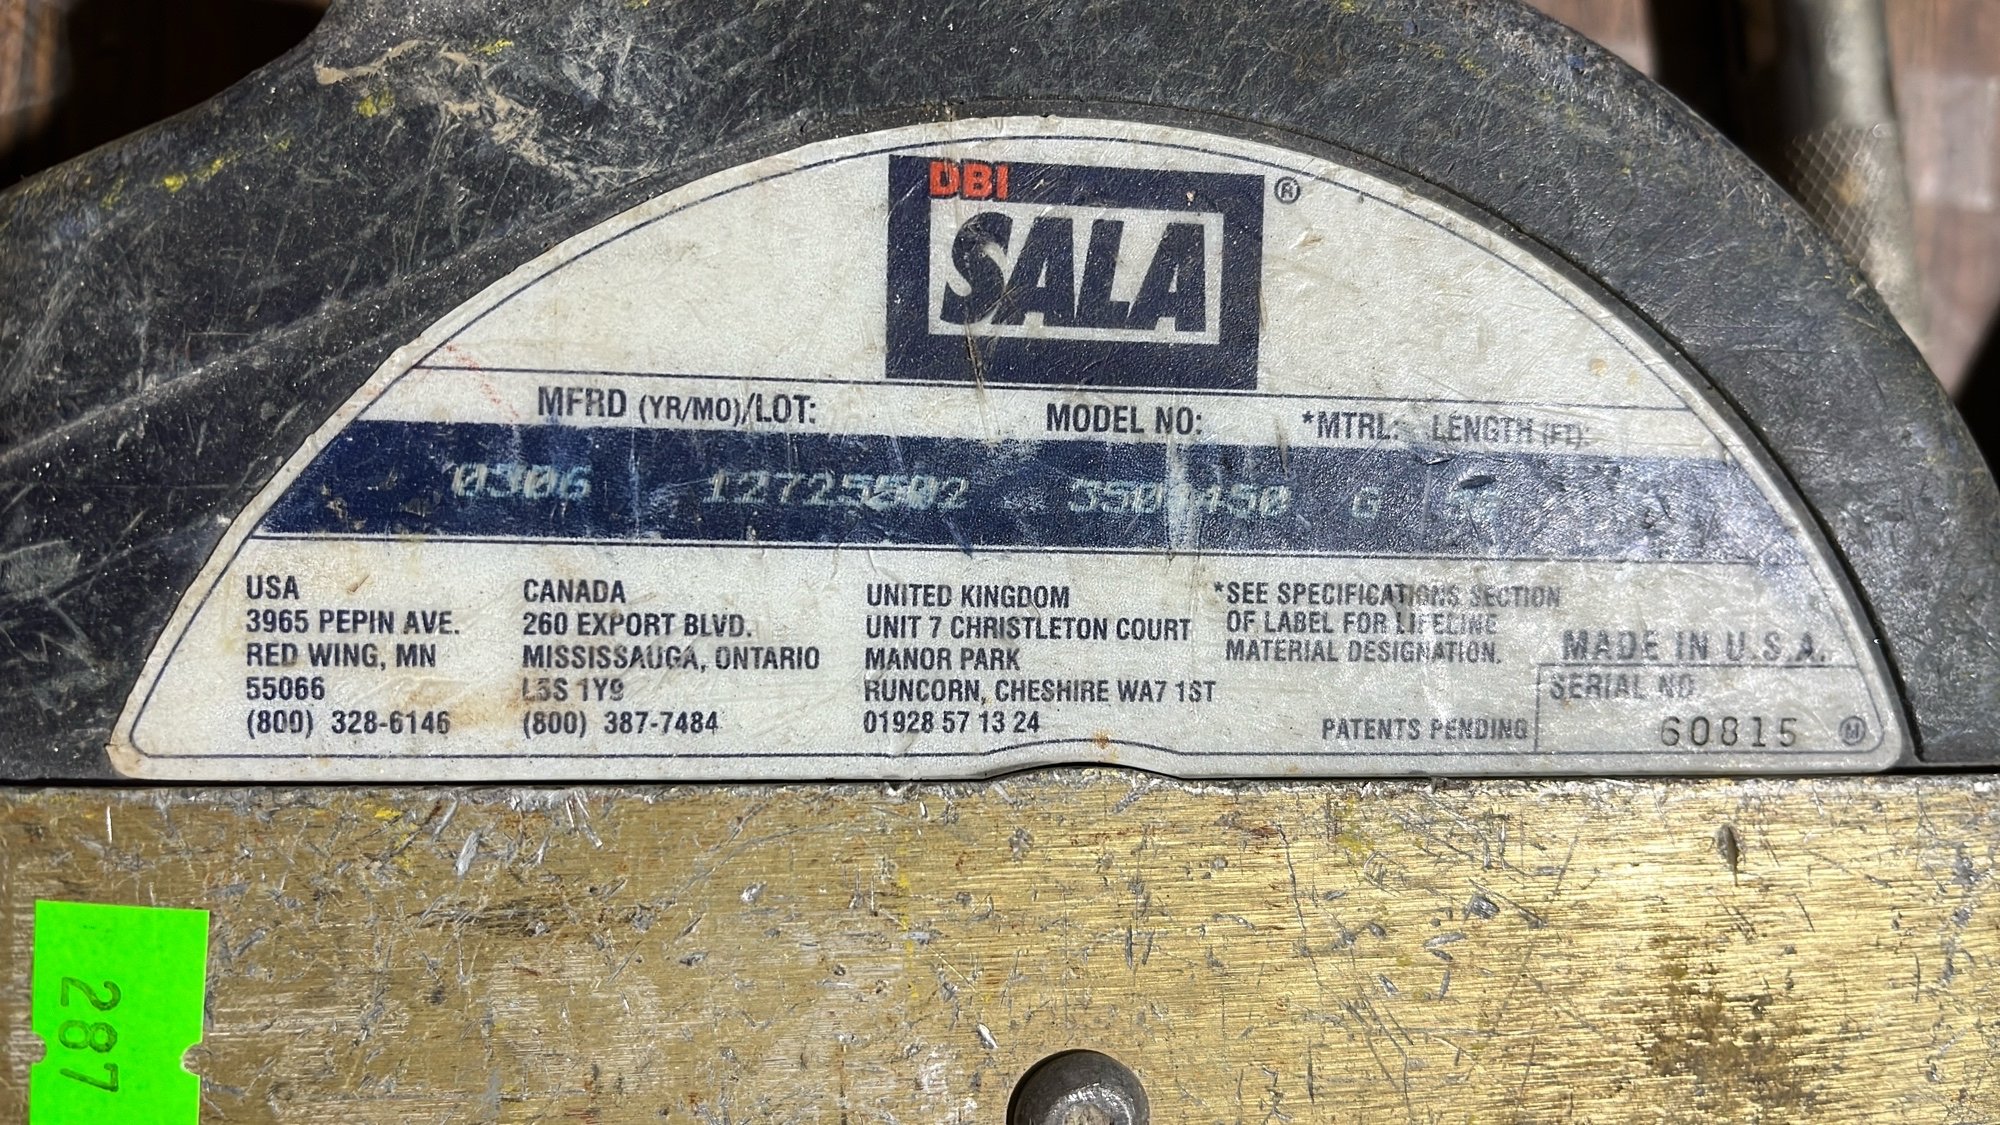 DBI
SALA ®
MFRD (YR/MO)/LOT: MODEL NO: *MTRL: LENGTH (FT):
0306 12725502 G
USA
3965 PEPIN AVE.
RED WING, MN
55066
(800) 328-6146
CANADA
260 EXPORT BLVD.
MISSISSAUGA, ONTARIO
L5S 1Y9
(800) 387-7484
UNITED KINGDOM
UNIT 7 CHRISTLETON COURT
MANOR PARK
RUNCORN, CHESHIRE WA7 1ST
01928 57 13 24
*SEE SPECIFICATIONS SECTION
OF LABEL FOR LIFELINE
MATERIAL DESIGNATION.
PATENTS PENDING
MADE IN U.S.A.
SERIAL NO
60815 M
287